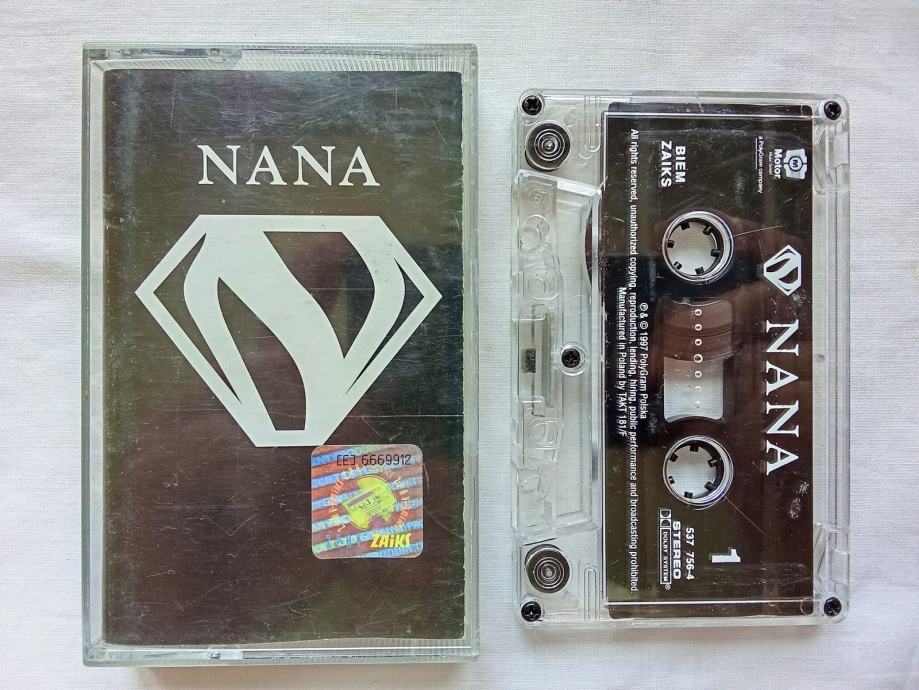 NANA
[E] 6669912
ZAiKS
Motor
Music GmbH
a PolyGram company
BIEM
ZAIKS
NANA
℗ & © 1997 PolyGram Polska
All rights reserved, unauthorized copying, reproduction, lending, hiring, public performance and broadcasting prohibited.
Manufactured in Poland by TAKT 181/F
1
537 756-4
STEREO
DOLBY SYSTEM®